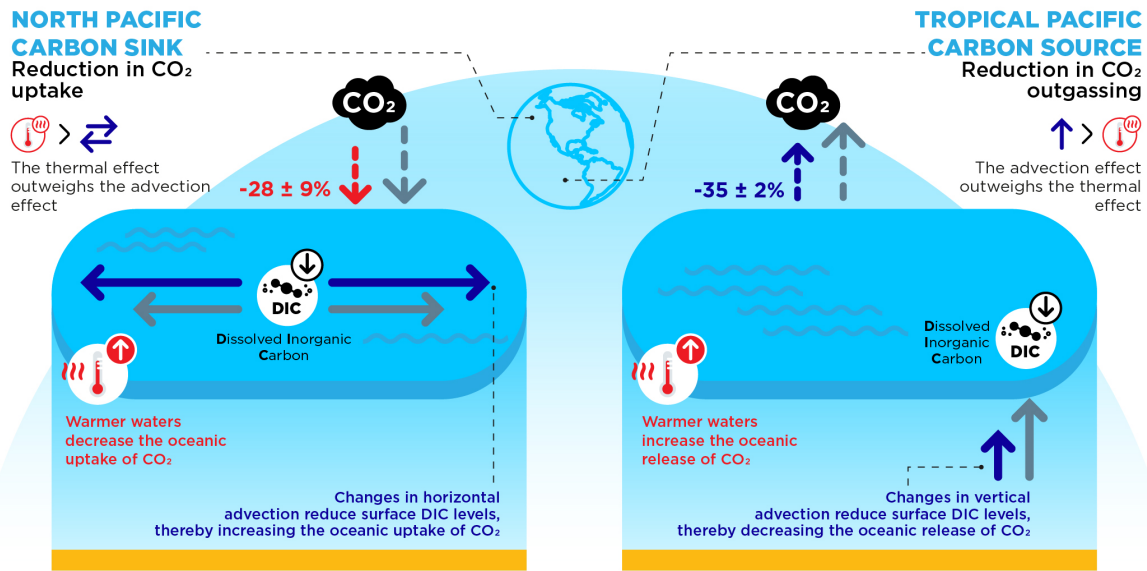 NORTH PACIFIC
CARBON SINK
Reduction in CO₂
uptake
>
The thermal effect
outweighs the advection
effect
CO₂
-28 ± 9%
DIC
Dissolved Inorganic
Carbon
Warmer waters
decrease the oceanic
uptake of CO₂
Changes in horizontal
advection reduce surface DIC levels,
thereby increasing the oceanic uptake of CO₂
TROPICAL PACIFIC
CARBON SOURCE
Reduction in CO₂
outgassing
>
The advection effect
outweighs the thermal
effect
CO₂
-35 ± 2%
Dissolved
Inorganic
Carbon
DIC
Warmer waters
increase the oceanic
release of CO₂
Changes in vertical
advection reduce surface DIC levels,
thereby decreasing the oceanic release of CO₂